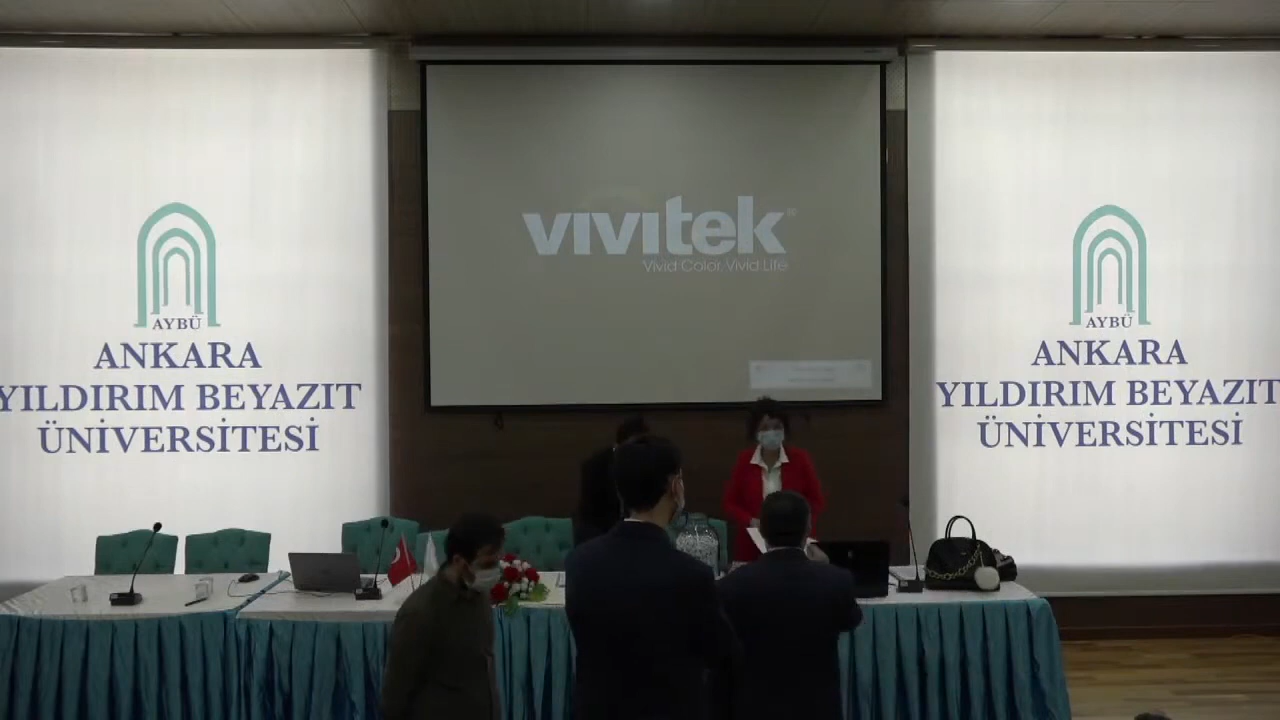 AYBÜ
ANKARA
YILDIRIM BEYAZIT
ÜNİVERSİTESİ
vivitek®
Vivid Color, Vivid Life
AYBÜ
ANKARA
YILDIRIM BEYAZIT
ÜNİVERSİTESİ